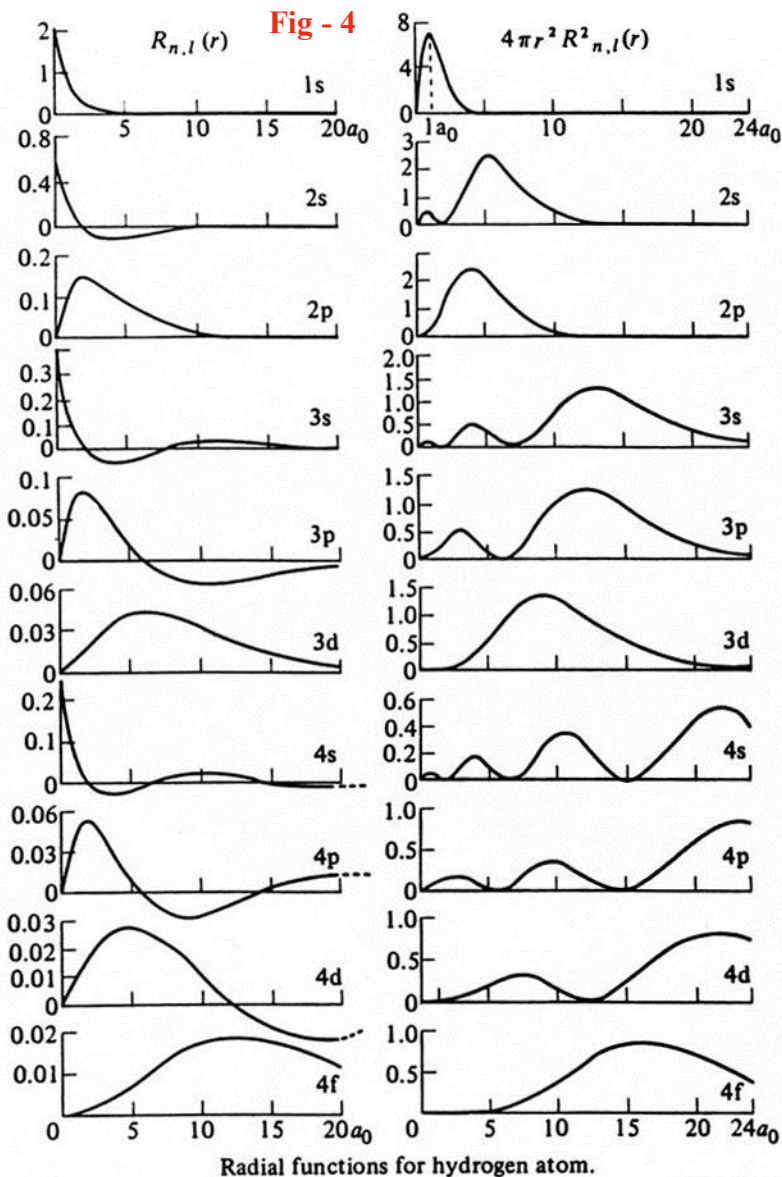 Fig - 4
R n, l (r)
4πr² R² n, l (r)
2
1
0
1s
5
10
15
20a₀
8
4
0
1s
1a₀
10
20
24a₀
0.8
0.4
0
2s
3
2
1
0
2s
0.2
0.1
0
2p
2
1
0
2p
0.3
0.2
0.1
0
3s
2.0
1.5
1.0
0.5
0
3s
0.1
0.05
0
3p
1.5
1.0
0.5
0
3p
0.06
0.03
0
3d
1.5
1.0
0.5
0
3d
0.2
0.1
0
4s
0.6
0.4
0.2
0
4s
0.06
0.03
0
4p
1.0
0.5
0
4p
0.03
0.02
0.01
0
4d
1.0
0.5
0
4d
0.02
0.01
4f
0
5
10
15
20a₀
1.0
0.5
4f
0
5
10
15
20
24a₀
Radial functions for hydrogen atom.